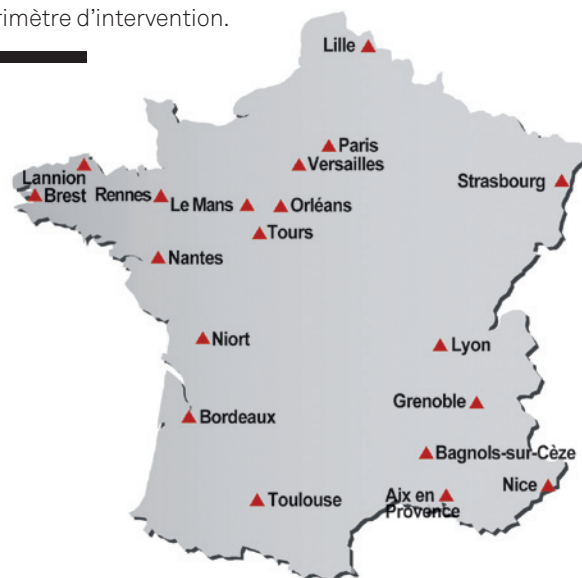 rimètre d'intervention.
Lille
Paris
Versailles
Lannion
Brest
Rennes
Le Mans
Orléans
Strasbourg
Tours
Nantes
Niort
Lyon
Grenoble
Bordeaux
Bagnols-sur-Cèze
Toulouse
Aix en
Provence
Nice